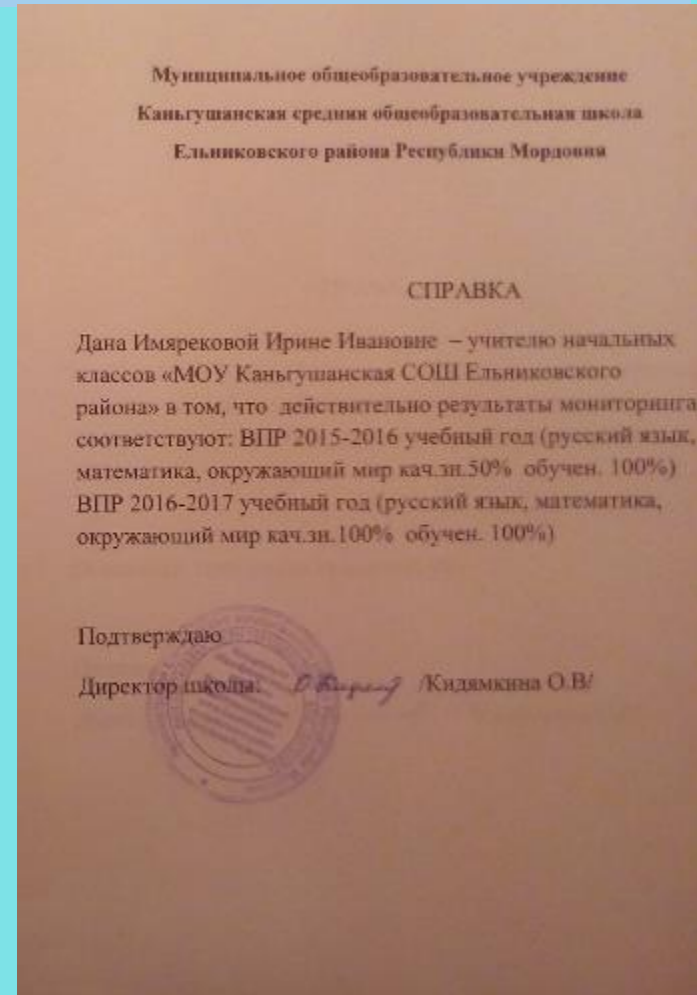 Муниципальное общеобразовательное учреждение
Каньгушанская средняя общеобразовательная школа
Ельниковского района Республики Мордовия
СПРАВКА
Дана Имярековой Ирине Ивановне – учителю начальных
классов «МОУ Каньгушанская СОШ Ельниковского
района» в том, что действительно результаты мониторинга
соответствуют: ВПР 2015-2016 учебный год (русский язык,
математика, окружающий мир кач.зн.50% обучен. 100%)
ВПР 2016-2017 учебный год (русский язык, математика,
окружающий мир кач.зн.100% обучен. 100%)
Подтверждаю
Директор школы: /Кидямкина О.В/